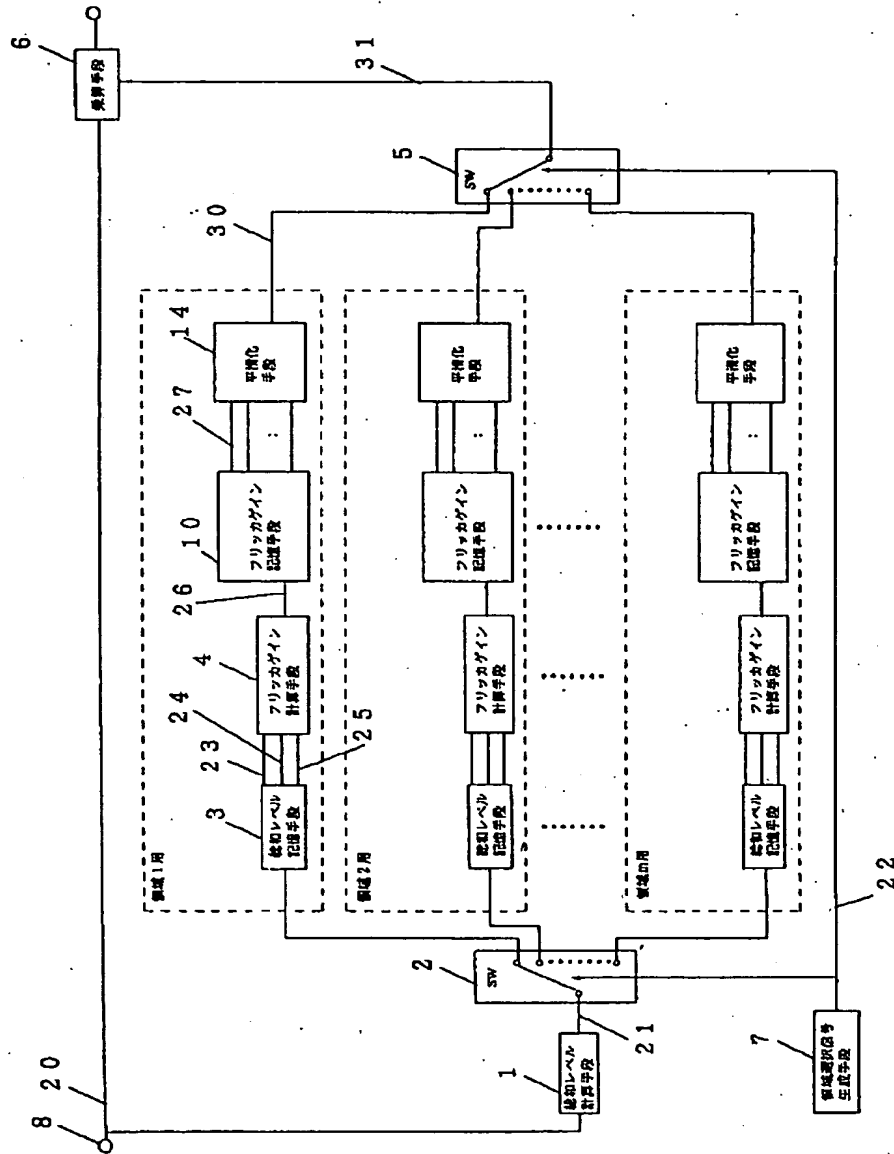 8
20
6
乗算手段
31
1
総和レベル
計算手段
21
2
SW
領域1用
3
総和レベル
記憶手段
23
24
25
4
フリッカゲイン
計算手段
26
10
フリッカゲイン
記憶手段
27
:
14
平滑化
手段
30
5
SW
領域2用
総和レベル
記憶手段
フリッカゲイン
計算手段
フリッカゲイン
記憶手段
:
平滑化
手段
領域m用
総和レベル
記憶手段
フリッカゲイン
計算手段
フリッカゲイン
記憶手段
:
平滑化
手段
7
領域選択信号
生成手段
22